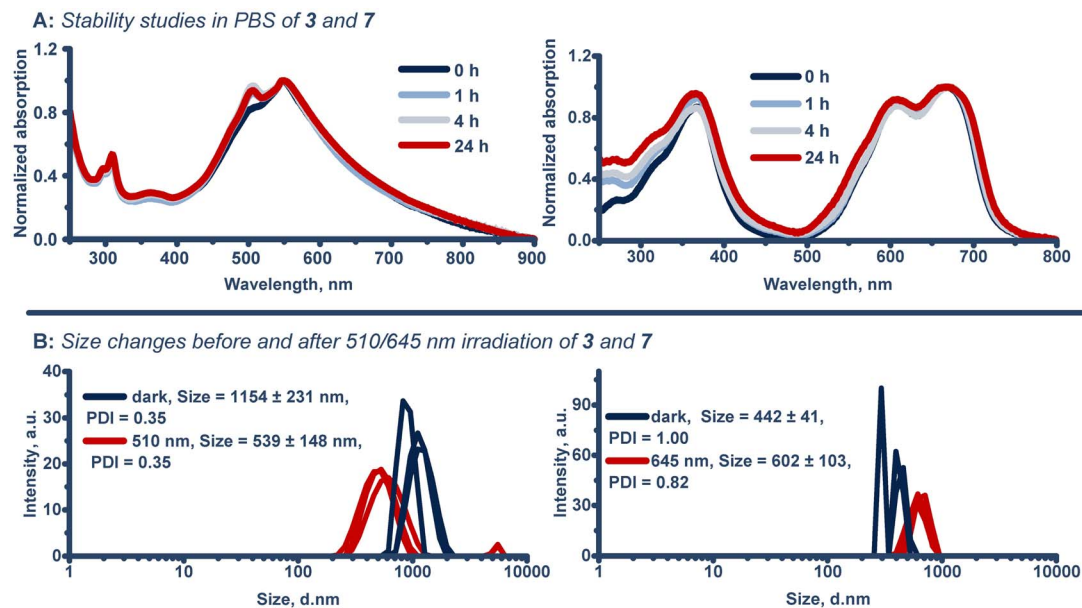 A: Stability studies in PBS of 3 and 7
Normalized absorption
1.2
0.8
0.4
0.0
0 h
1 h
4 h
24 h
300 400 500 600 700 800 900
Wavelength, nm
Normalized absorption
1.2
0.8
0.4
0.0
0 h
1 h
4 h
24 h
300 400 500 600 700 800
Wavelength, nm
B: Size changes before and after 510/645 nm irradiation of 3 and 7
Intensity, a.u.
40
30
20
10
0
dark, Size = 1154 ± 231 nm,
PDI = 0.35
510 nm, Size = 539 ± 148 nm,
PDI = 0.35
1 10 100 1000 10000
Size, d.nm
Intensity, a.u.
90
60
30
0
dark, Size = 442 ± 41,
PDI = 1.00
645 nm, Size = 602 ± 103,
PDI = 0.82
1 10 100 1000 10000
Size, d.nm